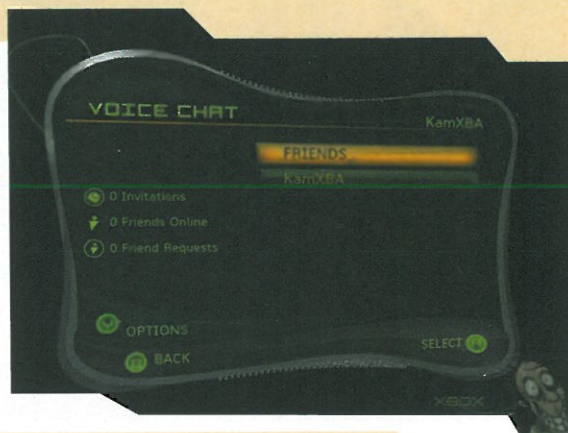 VOICE CHAT
KamXBA
FRIENDS
KamXBA
0 Invitations
0 Friends Online
0 Friend Requests
OPTIONS
SELECT
BACK
XBOX